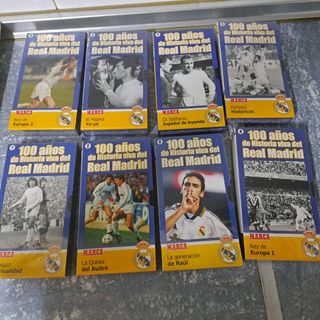 100 años
de Historia viva del
Real Madrid
MARCA
Rey de
Europa 2
100 años
de Historia viva del
Real Madrid
MARCA
El Madrid
Ye-yé
100 años
de Historia viva del
Real Madrid
MARCA
Di Stéfano,
Jugador de leyenda
100 años
de Historia viva del
Real Madrid
MARCA
Partidos
Históricos
100 años
de Historia viva del
Real Madrid
rivalidad
2
100 años
de Historia viva del
Real Madrid
MARCA
La Quinta
del Buitre
100 años
de Historia viva del
Real Madrid
MARCA
La generación
de Raúl
100 años
de Historia viva del
Real Madrid
MARCA
Rey de
Europa 1